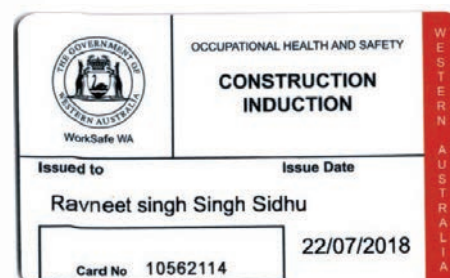 THE GOVERNMENT OF
WESTERN AUSTRALIA
WorkSafe WA
OCCUPATIONAL HEALTH AND SAFETY
CONSTRUCTION
INDUCTION
WESTERN AUSTRALIA
Issued to
Issue Date
Ravneet singh Singh Sidhu
22/07/2018
Card No 10562114